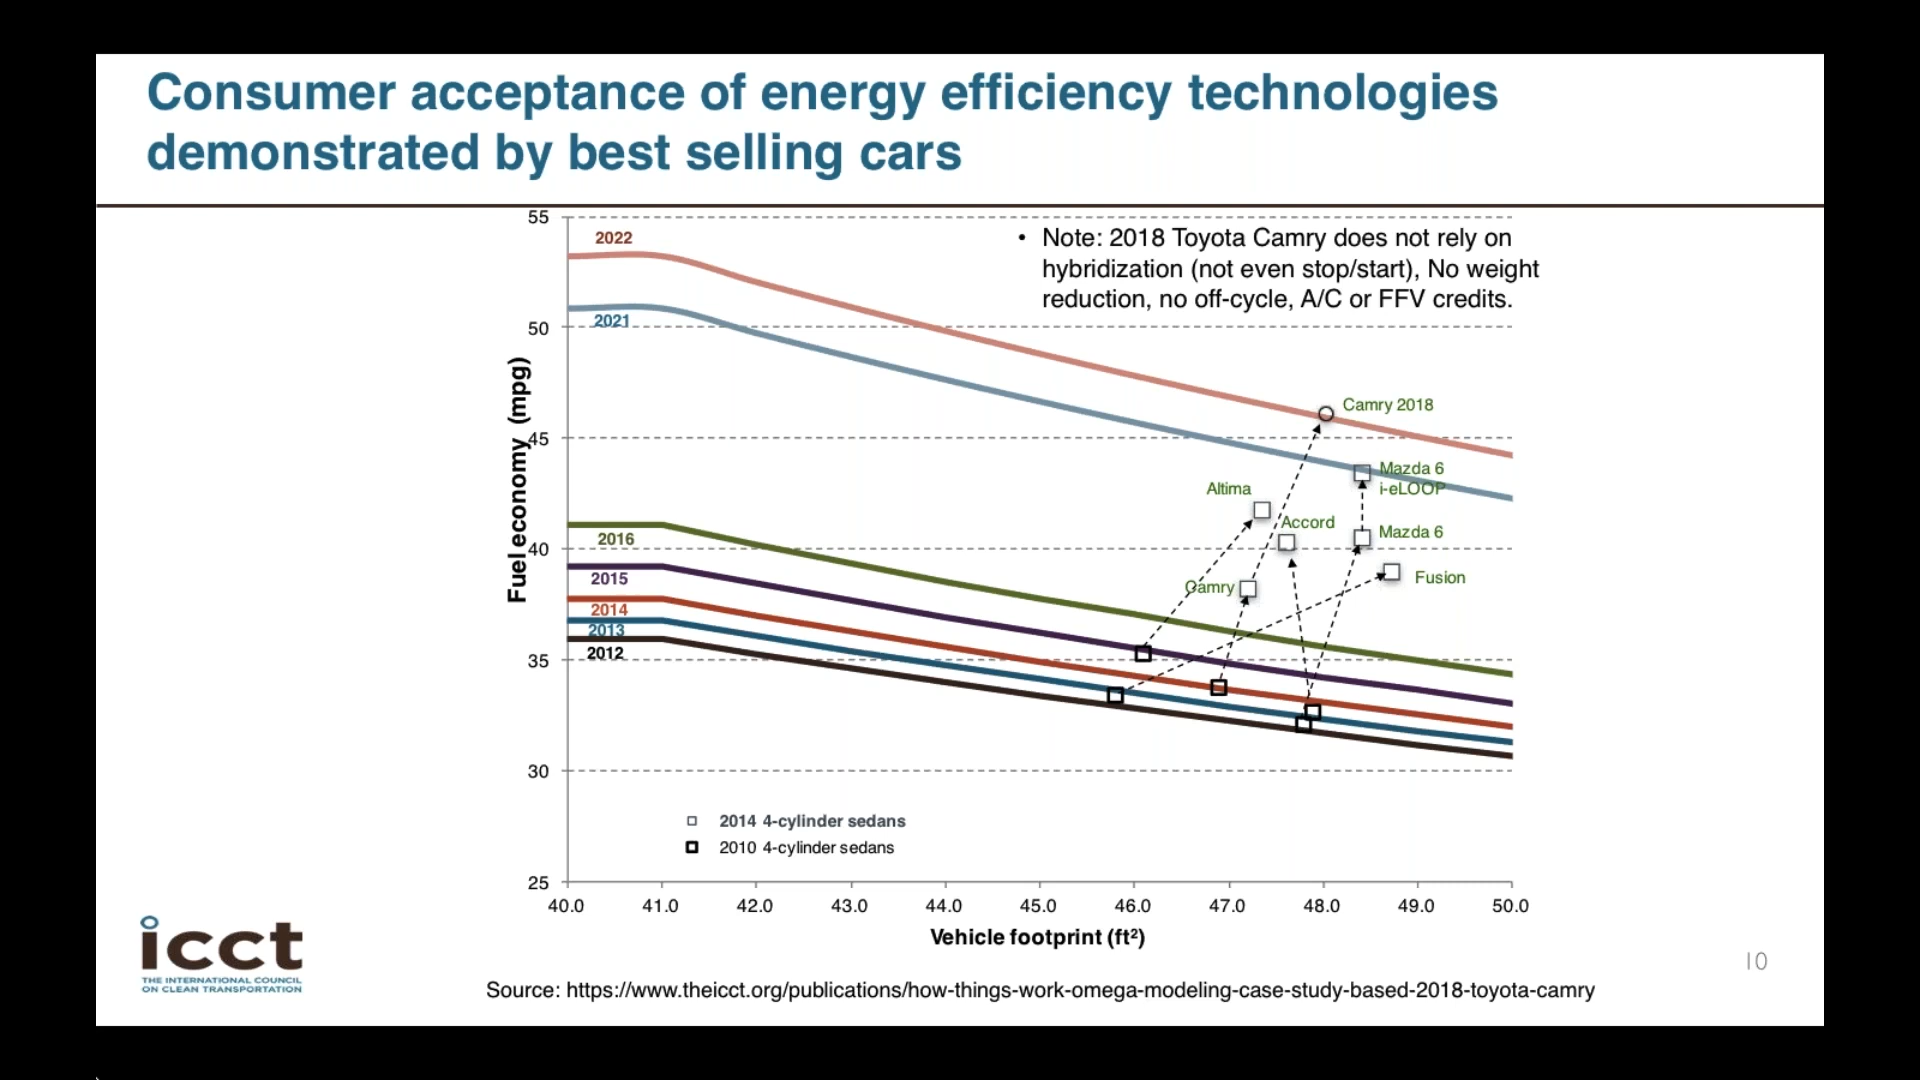 Consumer acceptance of energy efficiency technologies
demonstrated by best selling cars
• Note: 2018 Toyota Camry does not rely on
hybridization (not even stop/start), No weight
reduction, no off-cycle, A/C or FFV credits.
Fuel economy (mpg)
55
50
45
40
35
30
25
2022
2021
2016
2015
2014
2013
2012
Camry 2018
Mazda 6
i-eLOOP
Altima
Accord
Mazda 6
Camry
Fusion
2014 4-cylinder sedans
2010 4-cylinder sedans
40.0 41.0 42.0 43.0 44.0 45.0 46.0 47.0 48.0 49.0 50.0
Vehicle footprint (ft²)
icct
THE INTERNATIONAL COUNCIL
ON CLEAN TRANSPORTATION
10
Source: https://www.theicct.org/publications/how-things-work-omega-modeling-case-study-based-2018-toyota-camry